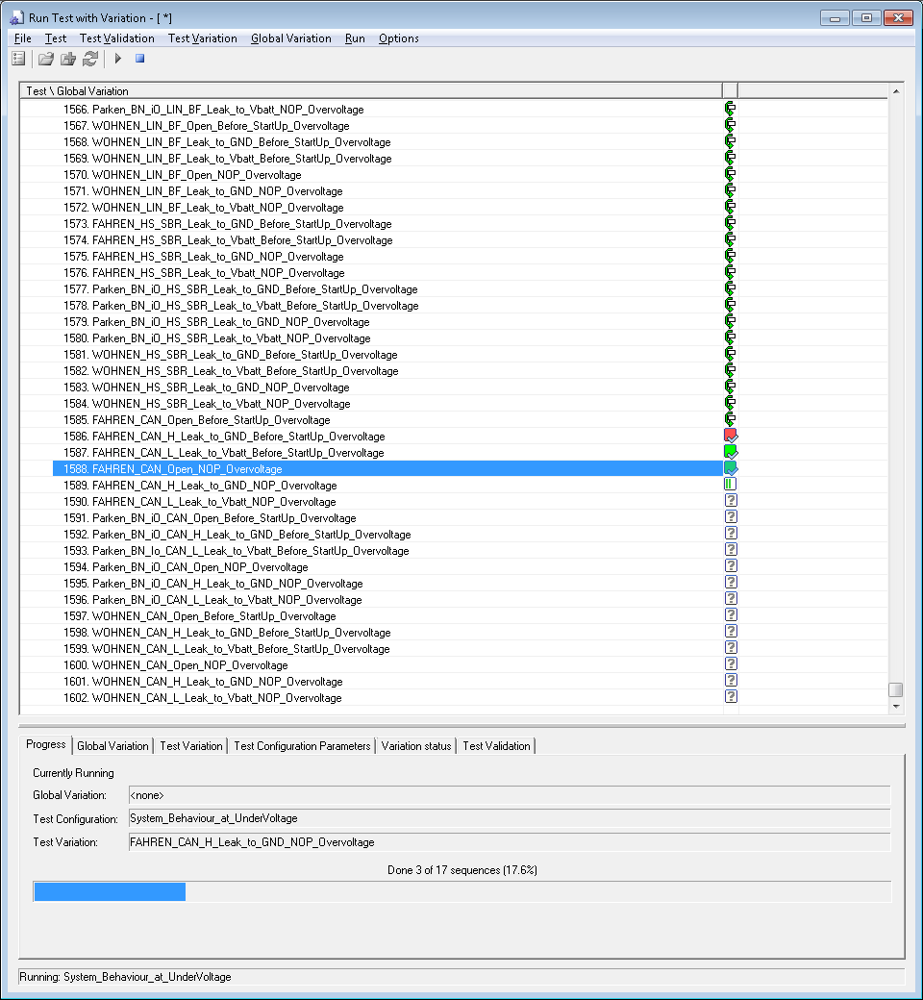 Run Test with Variation - [ *]
File Test Test Validation Test Variation Global Variation Run Options
Test \ Global Variation
1566. Parken_BN_iO_LIN_BF_Leak_to_Vbatt_NOP_Overvoltage
1567. WOHNEN_LIN_BF_Open_Before_StartUp_Overvoltage
1568. WOHNEN_LIN_BF_Leak_to_GND_Before_StartUp_Overvoltage
1569. WOHNEN_LIN_BF_Leak_to_Vbatt_Before_StartUp_Overvoltage
1570. WOHNEN_LIN_BF_Open_NOP_Overvoltage
1571. WOHNEN_LIN_BF_Leak_to_GND_NOP_Overvoltage
1572. WOHNEN_LIN_BF_Leak_to_Vbatt_NOP_Overvoltage
1573. FAHREN_HS_SBR_Leak_to_GND_Before_StartUp_Overvoltage
1574. FAHREN_HS_SBR_Leak_to_Vbatt_Before_StartUp_Overvoltage
1575. FAHREN_HS_SBR_Leak_to_GND_NOP_Overvoltage
1576. FAHREN_HS_SBR_Leak_to_Vbatt_NOP_Overvoltage
1577. Parken_BN_iO_HS_SBR_Leak_to_GND_Before_StartUp_Overvoltage
1578. Parken_BN_iO_HS_SBR_Leak_to_Vbatt_Before_StartUp_Overvoltage
1579. Parken_BN_iO_HS_SBR_Leak_to_GND_NOP_Overvoltage
1580. Parken_BN_iO_HS_SBR_Leak_to_Vbatt_NOP_Overvoltage
1581. WOHNEN_HS_SBR_Leak_to_GND_Before_StartUp_Overvoltage
1582. WOHNEN_HS_SBR_Leak_to_Vbatt_Before_StartUp_Overvoltage
1583. WOHNEN_HS_SBR_Leak_to_GND_NOP_Overvoltage
1584. WOHNEN_HS_SBR_Leak_to_Vbatt_NOP_Overvoltage
1585. FAHREN_CAN_Open_Before_StartUp_Overvoltage
1586. FAHREN_CAN_H_Leak_to_GND_Before_StartUp_Overvoltage
1587. FAHREN_CAN_L_Leak_to_Vbatt_Before_StartUp_Overvoltage
1588. FAHREN_CAN_Open_NOP_Overvoltage
1589. FAHREN_CAN_H_Leak_to_GND_NOP_Overvoltage
1590. FAHREN_CAN_L_Leak_to_Vbatt_NOP_Overvoltage
1591. Parken_BN_iO_CAN_Open_Before_StartUp_Overvoltage
1592. Parken_BN_iO_CAN_H_Leak_to_GND_Before_StartUp_Overvoltage
1593. Parken_BN_Io_CAN_L_Leak_to_Vbatt_Before_StartUp_Overvoltage
1594. Parken_BN_iO_CAN_Open_NOP_Overvoltage
1595. Parken_BN_iO_CAN_H_Leak_to_GND_NOP_Overvoltage
1596. Parken_BN_iO_CAN_L_Leak_to_Vbatt_NOP_Overvoltage
1597. WOHNEN_CAN_Open_Before_StartUp_Overvoltage
1598. WOHNEN_CAN_H_Leak_to_GND_Before_StartUp_Overvoltage
1599. WOHNEN_CAN_L_Leak_to_Vbatt_Before_StartUp_Overvoltage
1600. WOHNEN_CAN_Open_NOP_Overvoltage
1601. WOHNEN_CAN_H_Leak_to_GND_NOP_Overvoltage
1602. WOHNEN_CAN_L_Leak_to_Vbatt_NOP_Overvoltage
Progress Global Variation Test Variation Test Configuration Parameters Variation status Test Validation
Currently Running
Global Variation: <none>
Test Configuration: System_Behaviour_at_UnderVoltage
Test Variation: FAHREN_CAN_H_Leak_to_GND_NOP_Overvoltage
Done 3 of 17 sequences (17.6%)
Running: System_Behaviour_at_UnderVoltage